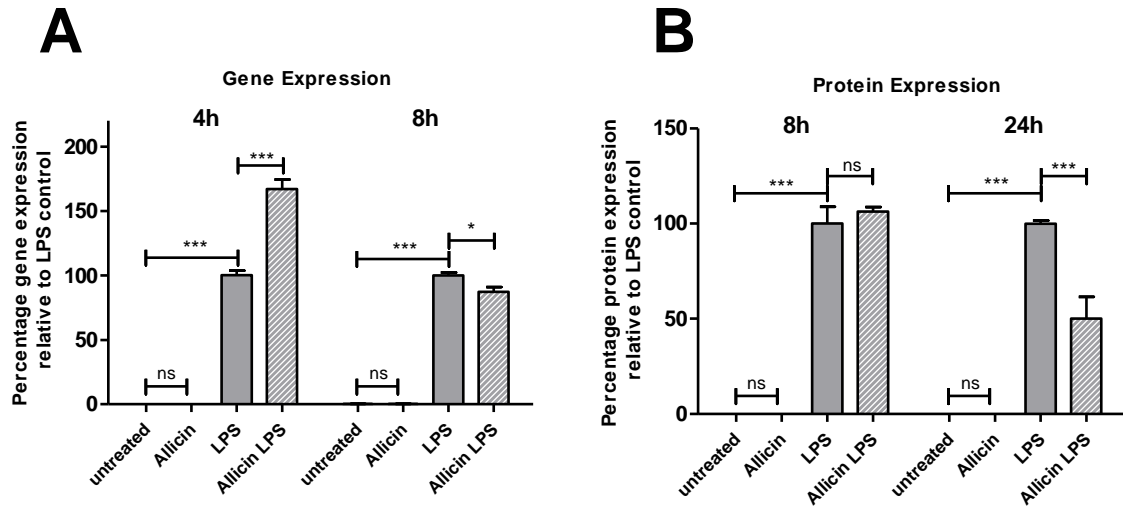 A
Gene Expression
4h
8h
Percentage gene expression
relative to LPS control
200
150
100
50
0
***
***
ns
***
*
ns
untreated
Allicin
LPS
Allicin LPS
untreated
Allicin
LPS
Allicin LPS
B
Protein Expression
8h
24h
Percentage protein expression
relative to LPS control
150
100
50
0
ns
***
ns
***
***
ns
untreated
Allicin
LPS
Allicin LPS
untreated
Allicin
LPS
Allicin LPS